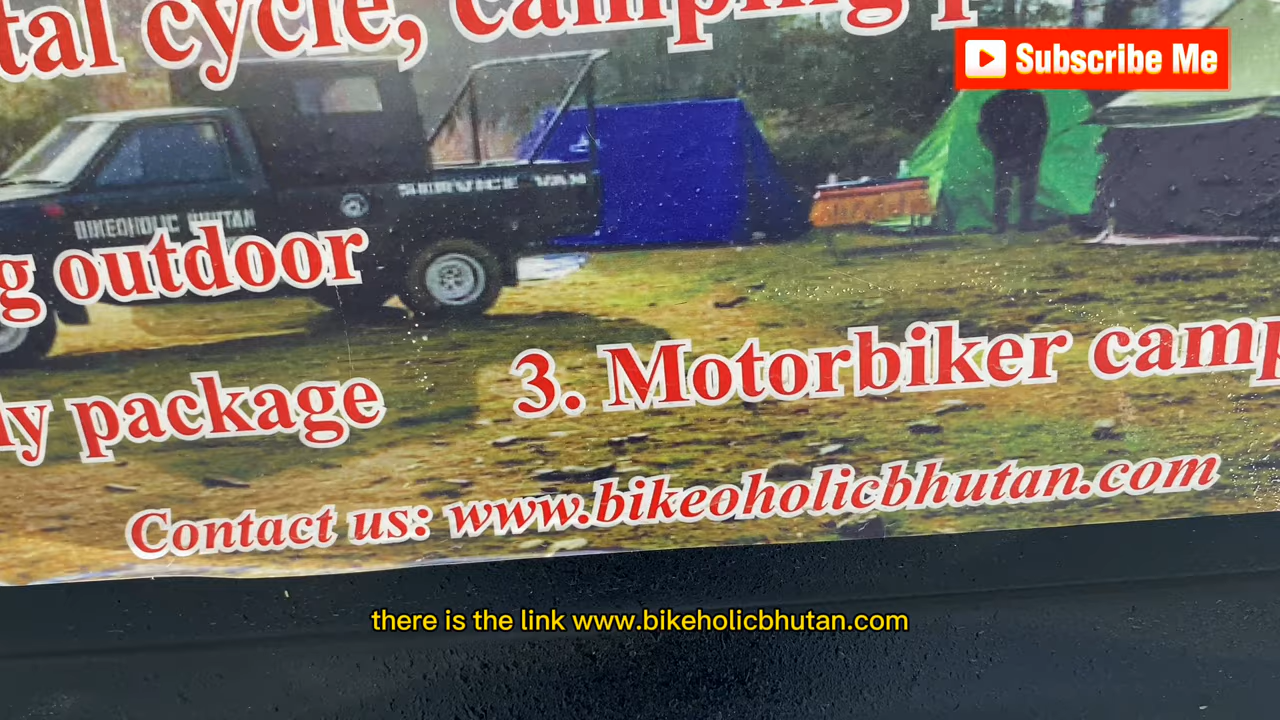 tal cycle, camping p
Subscribe Me
SERVICE VAN
BIKEOHOLIC BHUTAN
g outdoor
3. Motorbiker camp
ly package
Contact us: www.bikeoholicbhutan.com
there is the link www.bikeholicbhutan.com